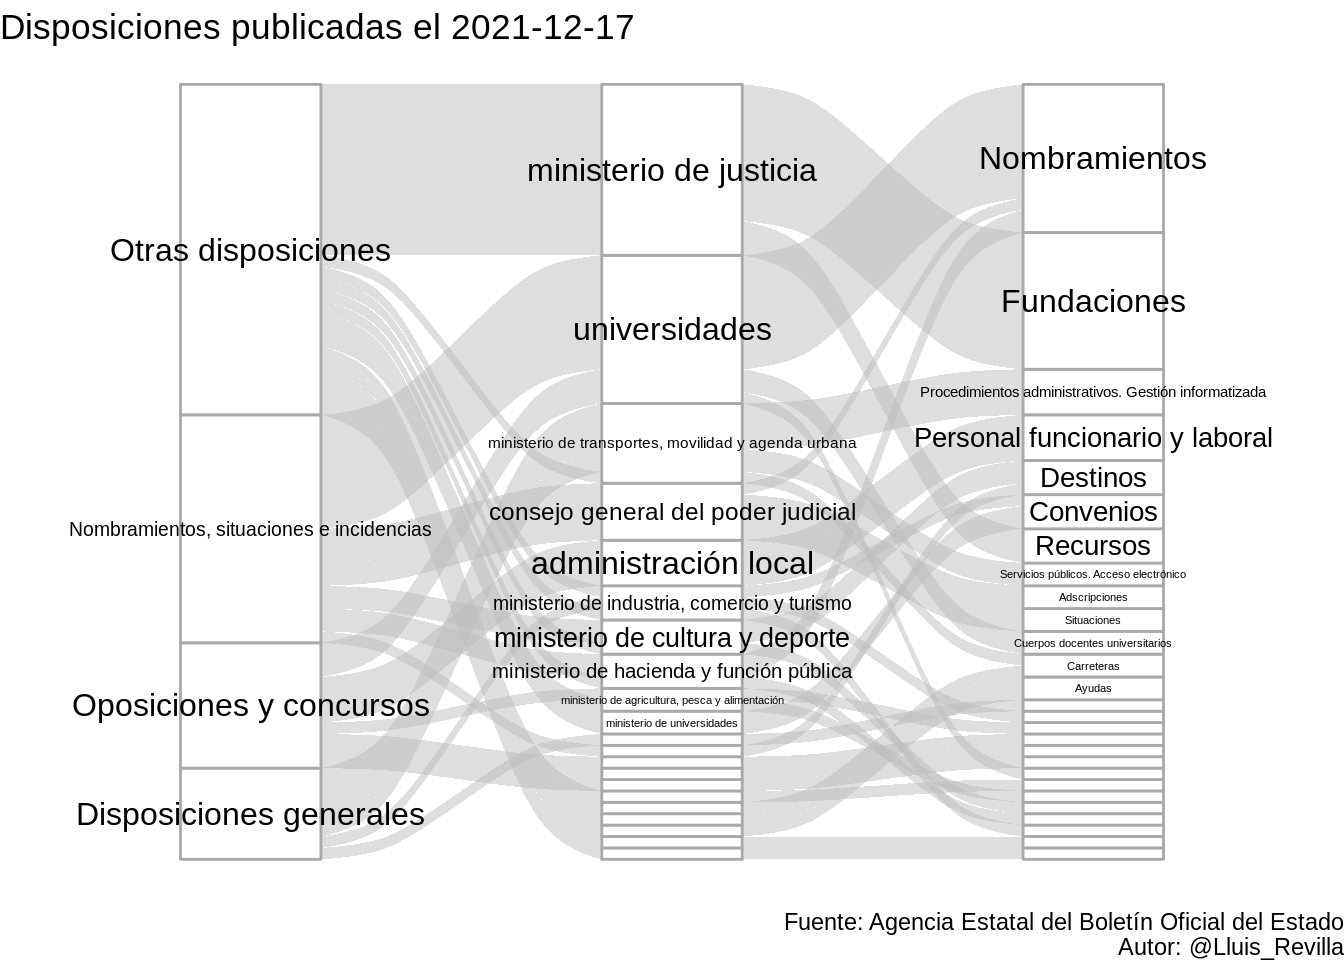 Disposiciones publicadas el 2021-12-17
Otras disposiciones
Nombramientos, situaciones e incidencias
Oposiciones y concursos
Disposiciones generales
ministerio de justicia
universidades
ministerio de transportes, movilidad y agenda urbana
consejo general del poder judicial
administración local
ministerio de industria, comercio y turismo
ministerio de cultura y deporte
ministerio de hacienda y función pública
ministerio de agricultura, pesca y alimentación
ministerio de universidades
Nombramientos
Fundaciones
Procedimientos administrativos. Gestión informatizada
Personal funcionario y laboral
Destinos
Convenios
Recursos
Servicios públicos. Acceso electrónico
Adscripciones
Situaciones
Cuerpos docentes universitarios
Carreteras
Ayudas
Fuente: Agencia Estatal del Boletín Oficial del Estado
Autor: @Lluis_Revilla